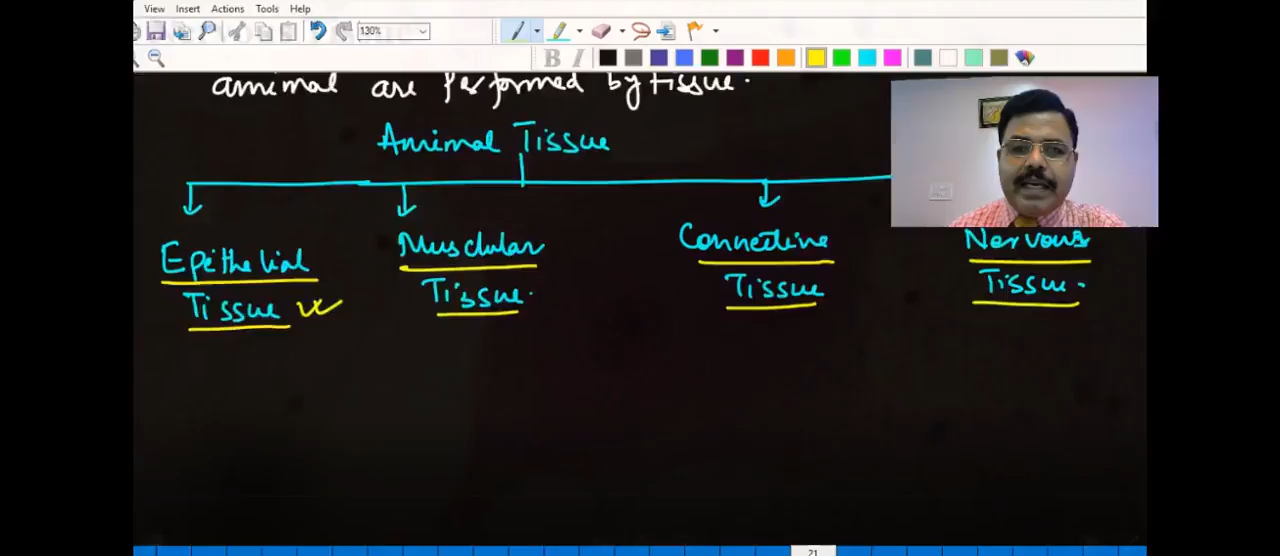 View Insert Actions Tools Help
130%
B I
animal are performed by tissue.
Animal Tissue
Epithelial Muscular Connective Nervous
Tissue Tissue. Tissue Tissue.
21